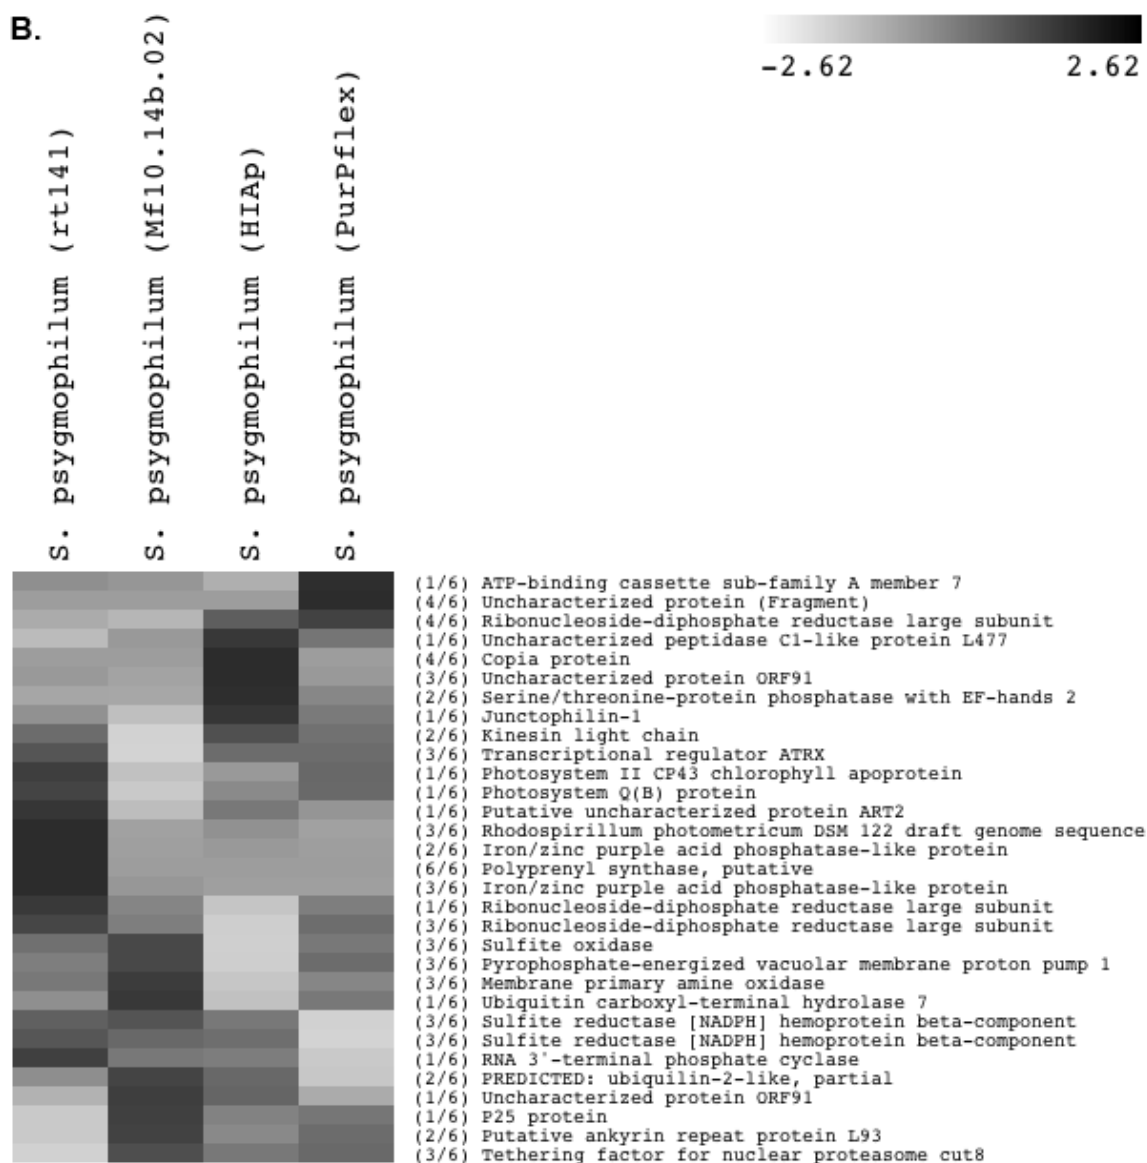 B.
-2.62 2.62
S. psygmophilum (rt141)
S. psygmophilum (Mf10.14b.02)
S. psygmophilum (HIAp)
S. psygmophilum (PurPflex)
(1/6) ATP-binding cassette sub-family A member 7
(4/6) Uncharacterized protein (Fragment)
(4/6) Ribonucleoside-diphosphate reductase large subunit
(1/6) Uncharacterized peptidase C1-like protein L477
(4/6) Copia protein
(3/6) Uncharacterized protein ORF91
(2/6) Serine/threonine-protein phosphatase with EF-hands 2
(1/6) Junctophilin-1
(2/6) Kinesin light chain
(3/6) Transcriptional regulator ATRX
(1/6) Photosystem II CP43 chlorophyll apoprotein
(1/6) Photosystem Q(B) protein
(1/6) Putative uncharacterized protein ART2
(3/6) Rhodospirillum photometricum DSM 122 draft genome sequence
(2/6) Iron/zinc purple acid phosphatase-like protein
(6/6) Polyprenyl synthase, putative
(3/6) Iron/zinc purple acid phosphatase-like protein
(1/6) Ribonucleoside-diphosphate reductase large subunit
(3/6) Ribonucleoside-diphosphate reductase large subunit
(3/6) Sulfite oxidase
(3/6) Pyrophosphate-energized vacuolar membrane proton pump 1
(3/6) Membrane primary amine oxidase
(1/6) Ubiquitin carboxyl-terminal hydrolase 7
(3/6) Sulfite reductase [NADPH] hemoprotein beta-component
(3/6) Sulfite reductase [NADPH] hemoprotein beta-component
(1/6) RNA 3'-terminal phosphate cyclase
(2/6) PREDICTED: ubiquilin-2-like, partial
(1/6) Uncharacterized protein ORF91
(1/6) P25 protein
(2/6) Putative ankyrin repeat protein L93
(3/6) Tethering factor for nuclear proteasome cut8